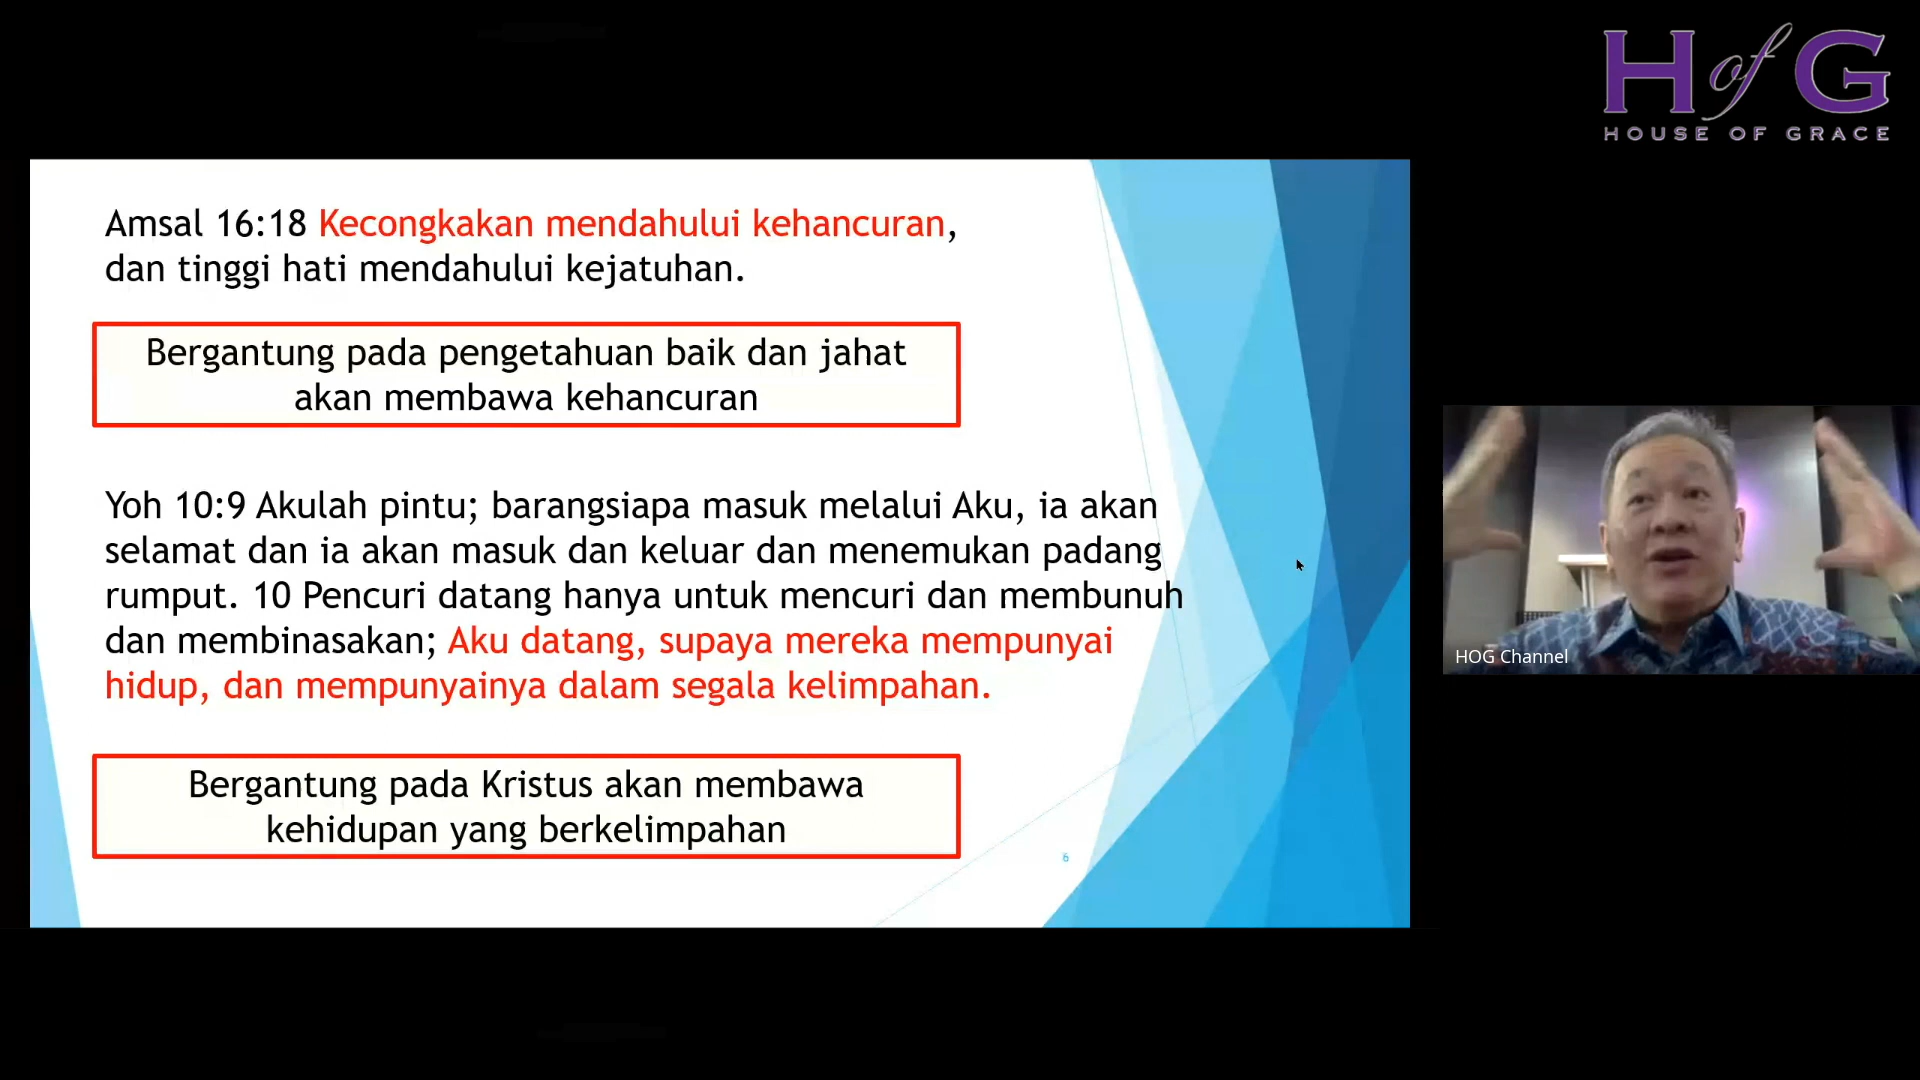 H of G
HOUSE OF GRACE
Amsal 16:18 Kecongkakan mendahului kehancuran,
dan tinggi hati mendahului kejatuhan.
Bergantung pada pengetahuan baik dan jahat
akan membawa kehancuran
Yoh 10:9 Akulah pintu; barangsiapa masuk melalui Aku, ia akan
selamat dan ia akan masuk dan keluar dan menemukan padang
rumput. 10 Pencuri datang hanya untuk mencuri dan membunuh
dan membinasakan; Aku datang, supaya mereka mempunyai
hidup, dan mempunyainya dalam segala kelimpahan.
Bergantung pada Kristus akan membawa
kehidupan yang berkelimpahan
6
HOG Channel